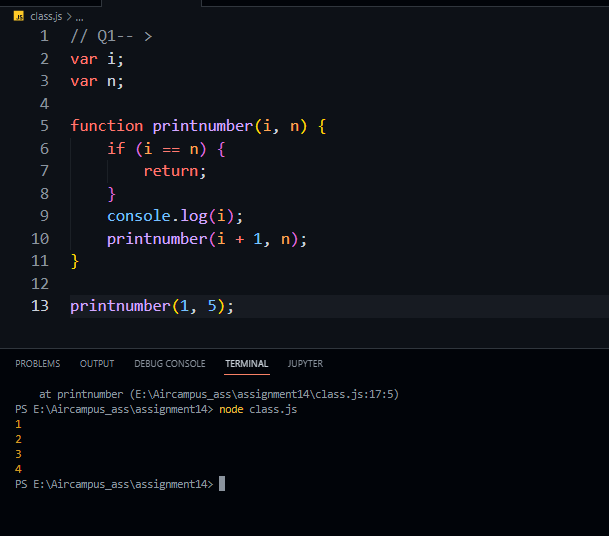 JS class.js > ...
1 // Q1-- >
2 var i;
3 var n;
4
5 function printnumber(i, n) {
6 if (i == n) {
7 return;
8 }
9 console.log(i);
10 printnumber(i + 1, n);
11 }
12
13 printnumber(1, 5);
PROBLEMS OUTPUT DEBUG CONSOLE TERMINAL JUPYTER
at printnumber (E:\Aircampus_ass\assignment14\class.js:17:5)
PS E:\Aircampus_ass\assignment14> node class.js
1
2
3
4
PS E:\Aircampus_ass\assignment14>